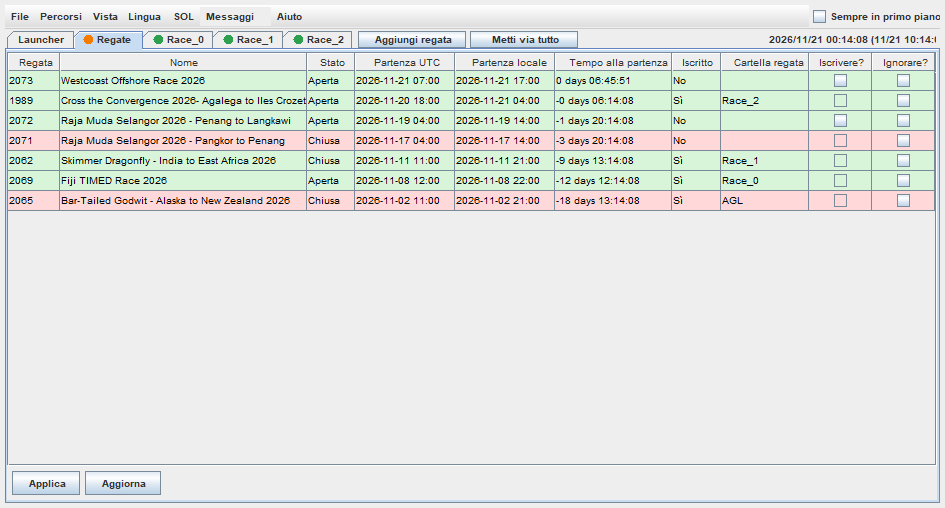 File Percorsi Vista Lingua SOL Messaggi Aiuto Sempre in primo piano
Launcher Regate Race_0 Race_1 Race_2 Aggiungi regata Metti via tutto 2026/11/21 00:14:08 (11/21 10:14:
Regata Nome Stato Partenza UTC Partenza locale Tempo alla partenza Iscritto Cartella regata Iscrivere? Ignorare?
2073 Westcoast Offshore Race 2026 Aperta 2026-11-21 07:00 2026-11-21 17:00 0 days 06:45:51 No
1989 Cross the Convergence 2026- Agalega to Iles Crozet Aperta 2026-11-20 18:00 2026-11-21 04:00 -0 days 06:14:08 Sì Race_2
2072 Raja Muda Selangor 2026 - Penang to Langkawi Aperta 2026-11-19 04:00 2026-11-19 14:00 -1 days 20:14:08 No
2071 Raja Muda Selangor 2026 - Pangkor to Penang Chiusa 2026-11-17 04:00 2026-11-17 14:00 -3 days 20:14:08 No
2062 Skimmer Dragonfly - India to East Africa 2026 Chiusa 2026-11-11 11:00 2026-11-11 21:00 -9 days 13:14:08 Sì Race_1
2069 Fiji TIMED Race 2026 Aperta 2026-11-08 12:00 2026-11-08 22:00 -12 days 12:14:08 Sì Race_0
2065 Bar-Tailed Godwit - Alaska to New Zealand 2026 Chiusa 2026-11-02 11:00 2026-11-02 21:00 -18 days 13:14:08 Sì AGL
Applica Aggiorna